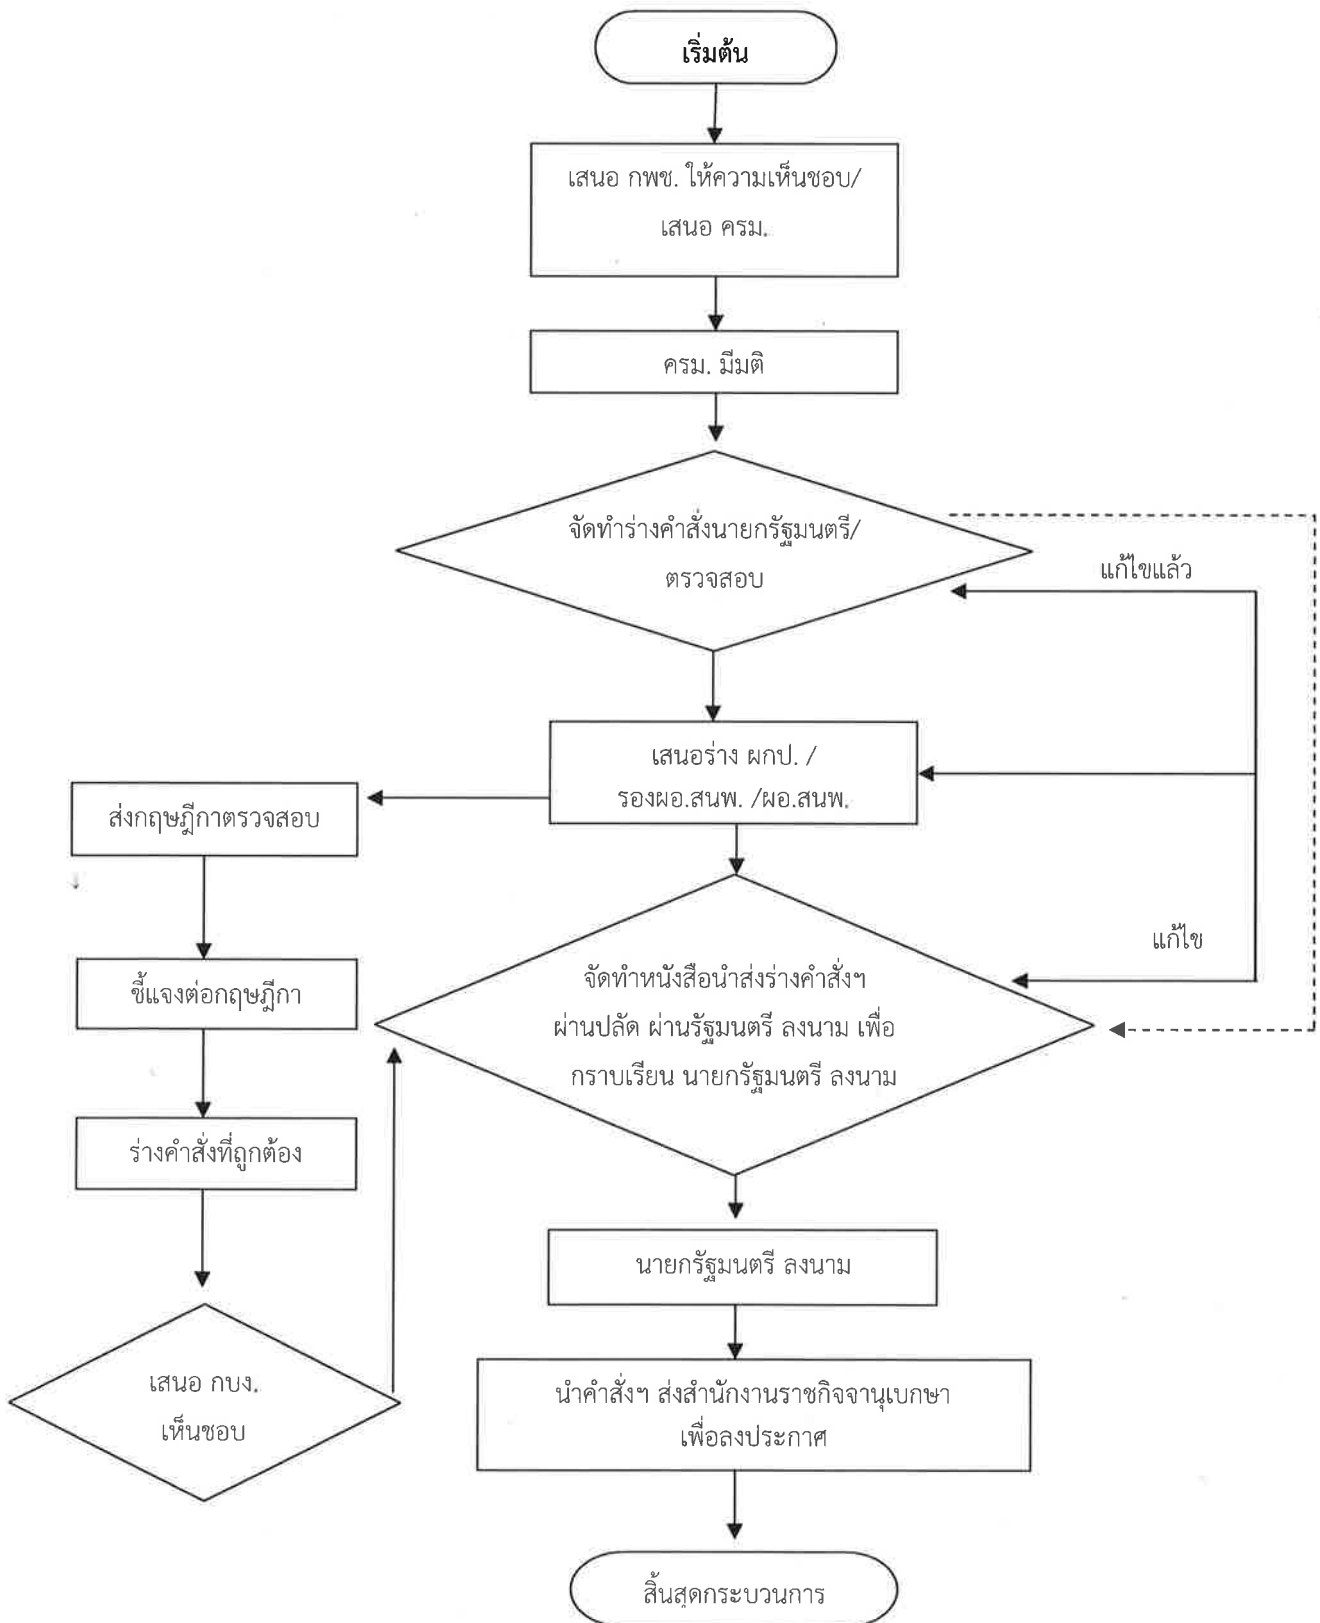 เริ่มต้น
เสนอ กพช. ให้ความเห็นชอบ/
เสนอ ครม.
ครม. มีมติ
จัดทำร่างคำสั่งนายกรัฐมนตรี/
ตรวจสอบ
แก้ไขแล้ว
เสนอร่าง ผกป. /
รองผอ.สนพ. /ผอ.สนพ.
ส่งกฤษฎีกาตรวจสอบ
แก้ไข
จัดทำหนังสือนำส่งร่างคำสั่งฯ
ผ่านปลัด ผ่านรัฐมนตรี ลงนาม เพื่อ
กราบเรียน นายกรัฐมนตรี ลงนาม
ชี้แจงต่อกฤษฎีกา
ร่างคำสั่งที่ถูกต้อง
เสนอ กบง.
เห็นชอบ
นายกรัฐมนตรี ลงนาม
นำคำสั่งฯ ส่งสำนักงานราชกิจจานุเบกษา
เพื่อลงประกาศ
สิ้นสุดกระบวนการ